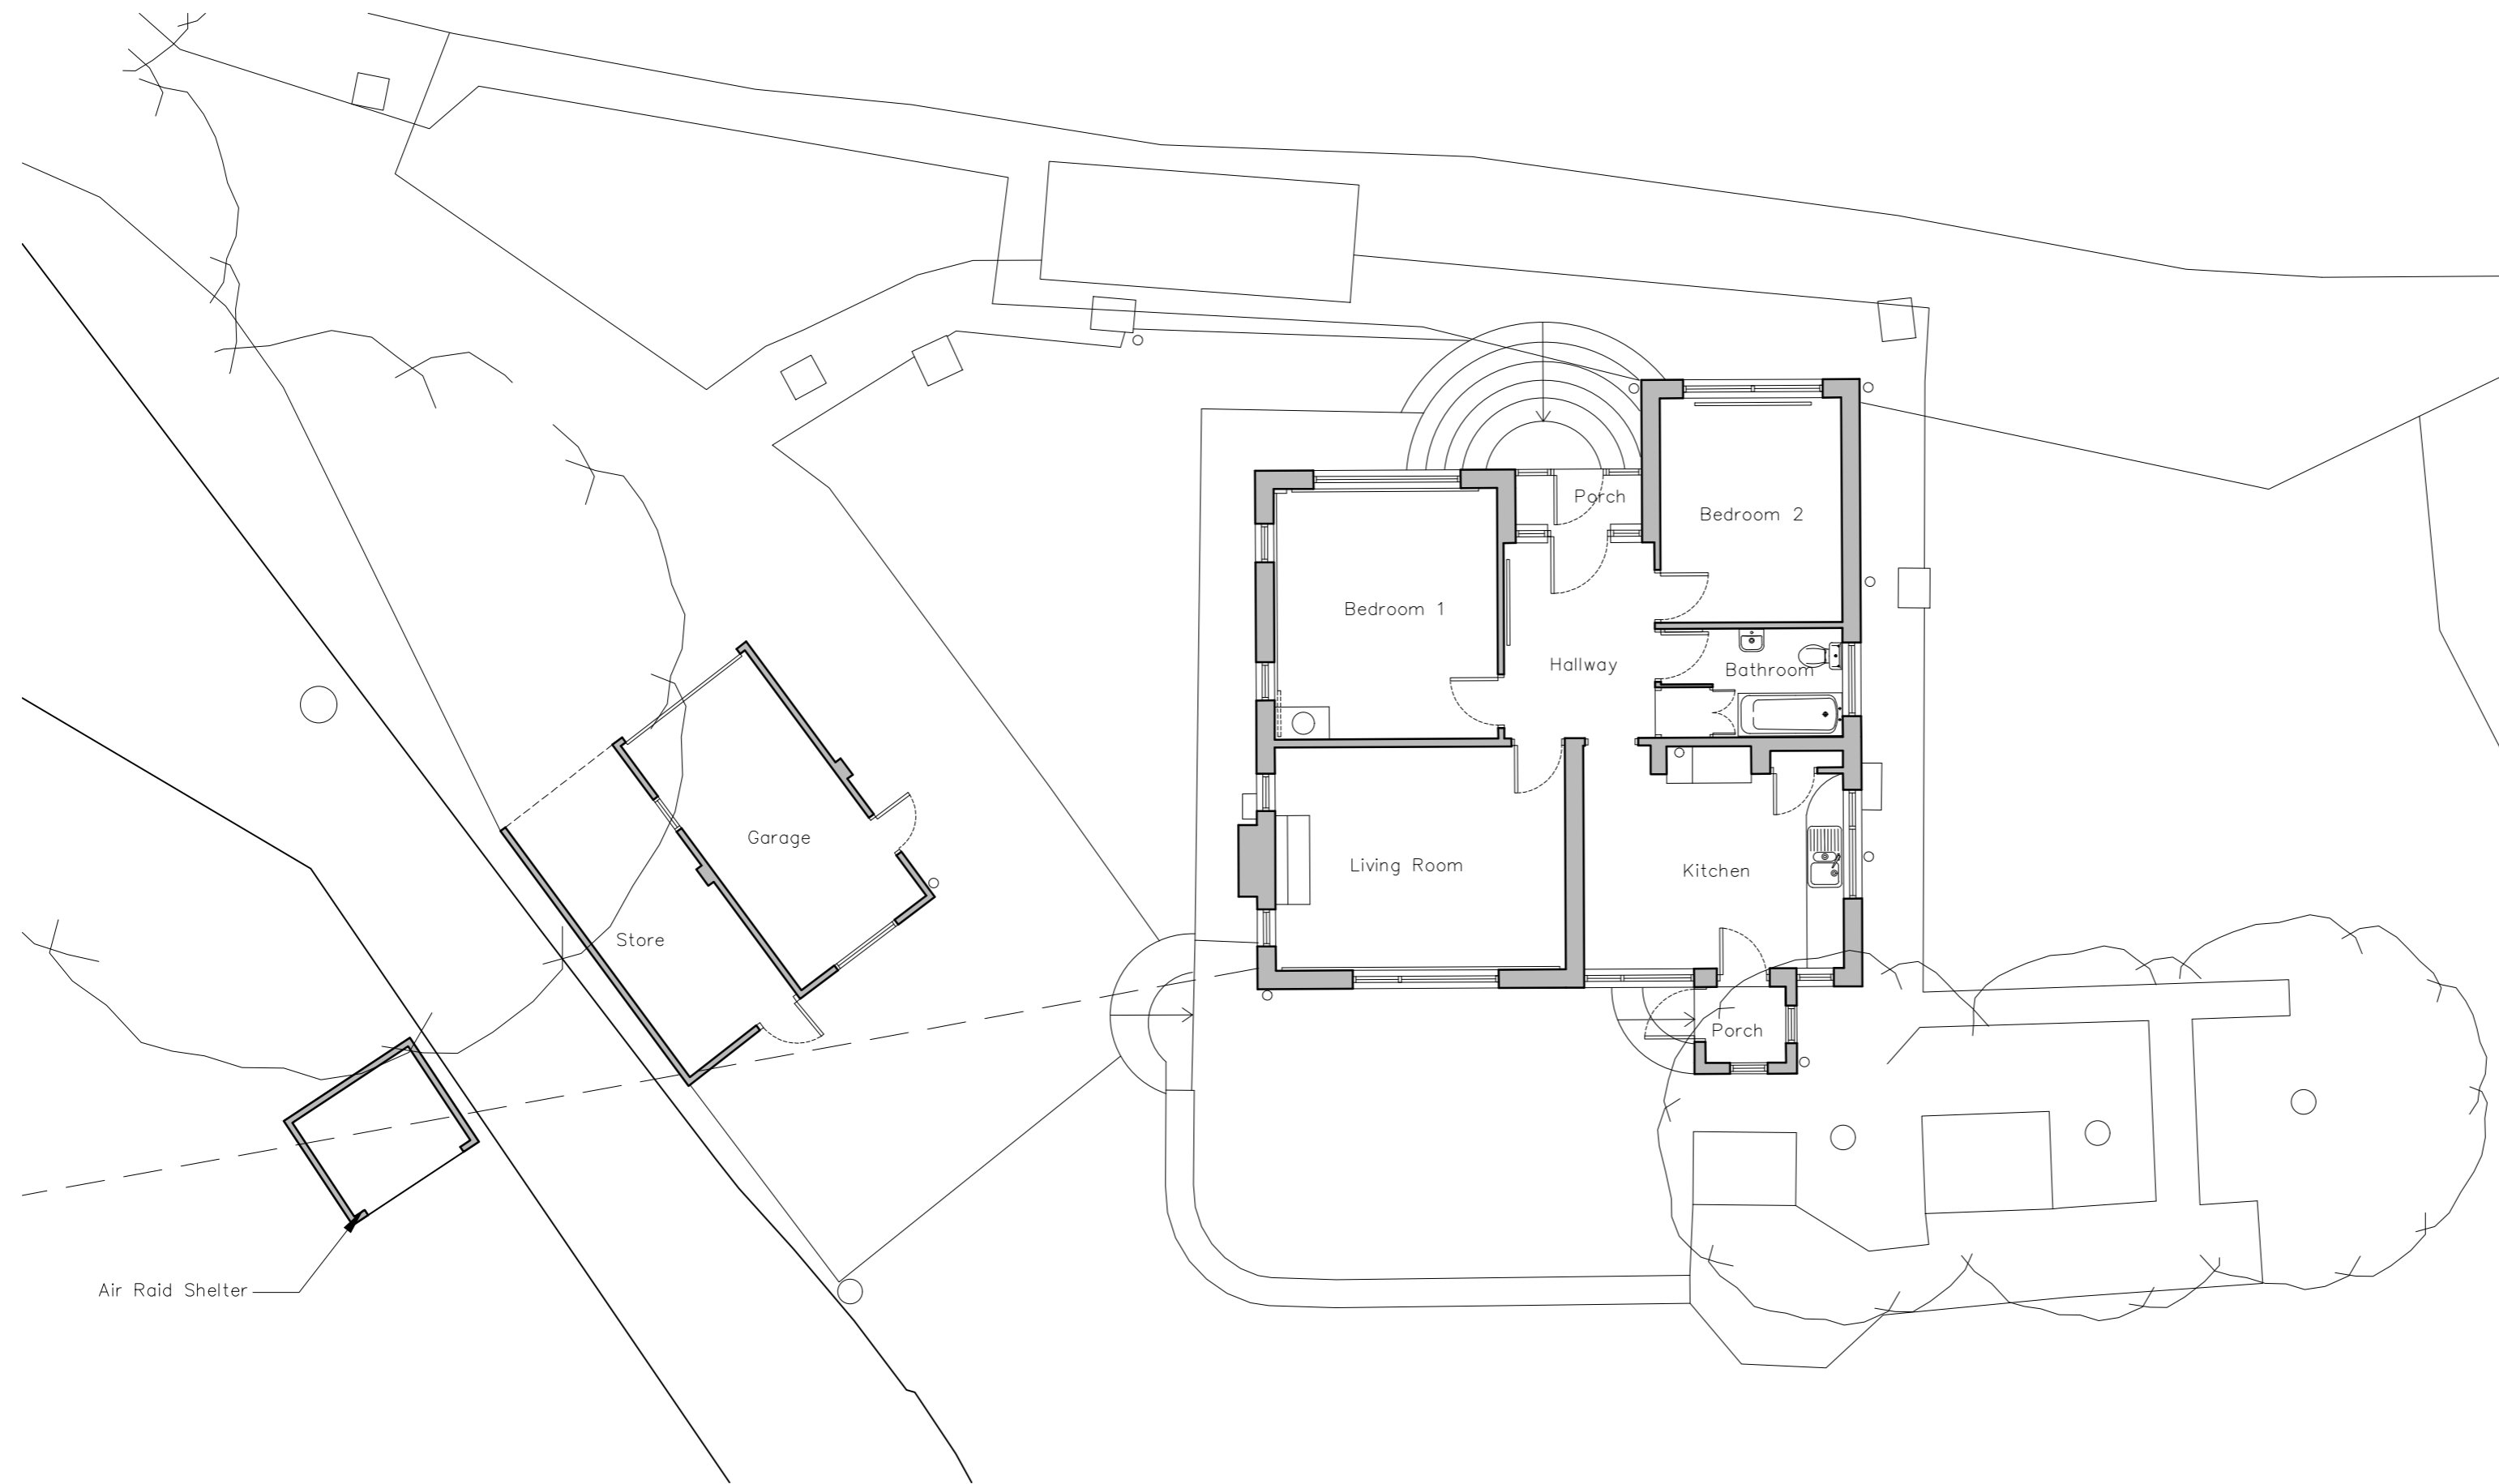 Porch
Bedroom 2
Bedroom 1
Hallway
Bathroom
Garage
Living Room
Kitchen
Store
Porch
Air Raid Shelter